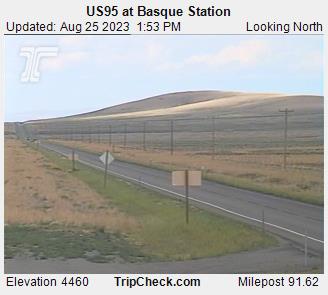 US95 at Basque Station
Updated: Aug 25 2023 1:53 PM Looking North
Elevation 4460 TripCheck.com Milepost 91.62